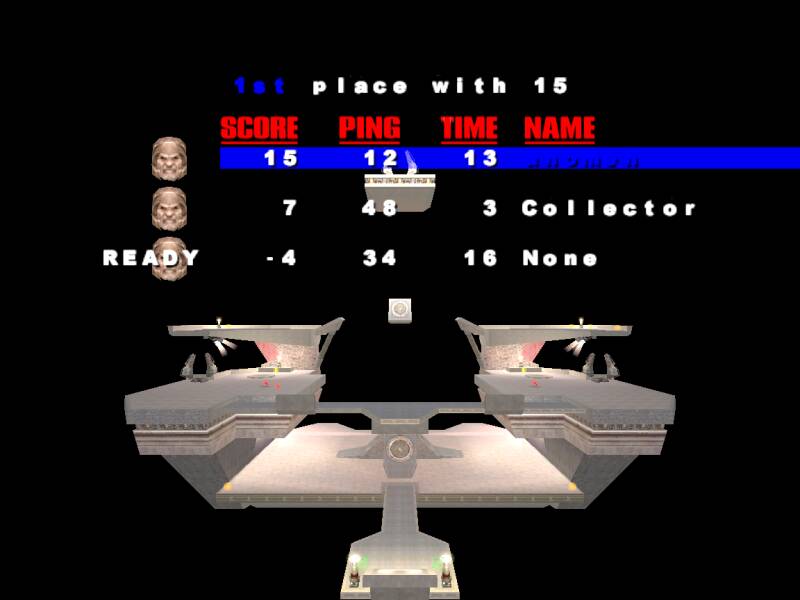 1st place with 15
SCORE PING TIME NAME
15 12 13
7 48 3 Collector
READY -4 34 16 None